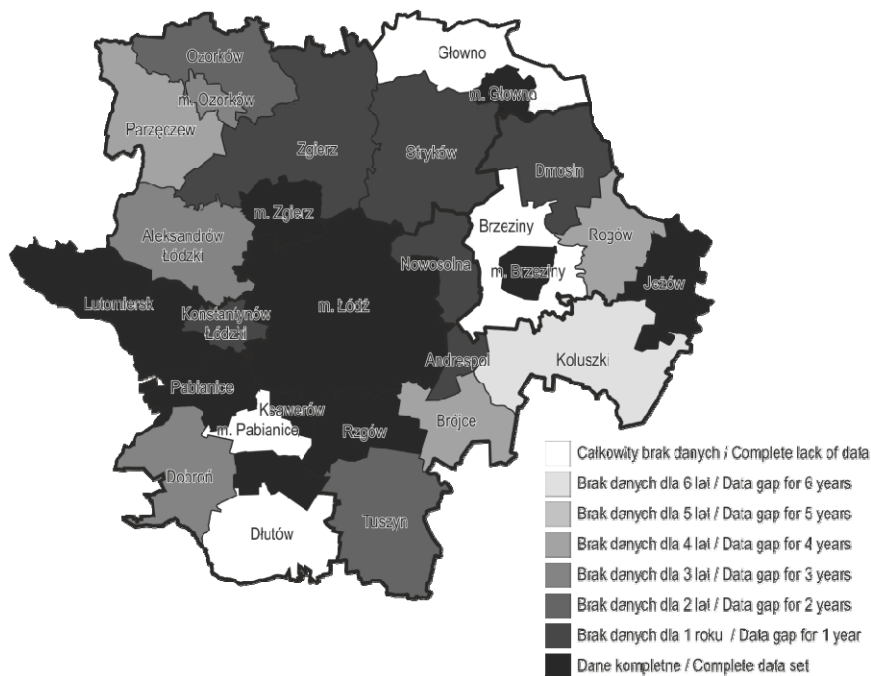 Ozorków
Głowno
m. Ozorków
m. Głowno
Parzęczew
Zgierz
Stryków
Dmosin
m. Zgierz
Brzeziny
Rogów
Aleksandrów
Łódzki
Nowosolna
m. Brzeziny
Jeżów
Lutomiersk
Konstantynów
Łódzki
m. Łódź
Andrespol
Koluszki
Pabianice
Ksawerów
m. Pabianice
Rzgów
Brójce
Dobroń
Tuszyn
Dłutów
Całkowity brak danych / Complete lack of data
Brak danych dla 6 lat / Data gap for 6 years
Brak danych dla 5 lat / Data gap for 5 years
Brak danych dla 4 lat / Data gap for 4 years
Brak danych dla 3 lat / Data gap for 3 years
Brak danych dla 2 lat / Data gap for 2 years
Brak danych dla 1 roku / Data gap for 1 year
Dane kompletne / Complete data set